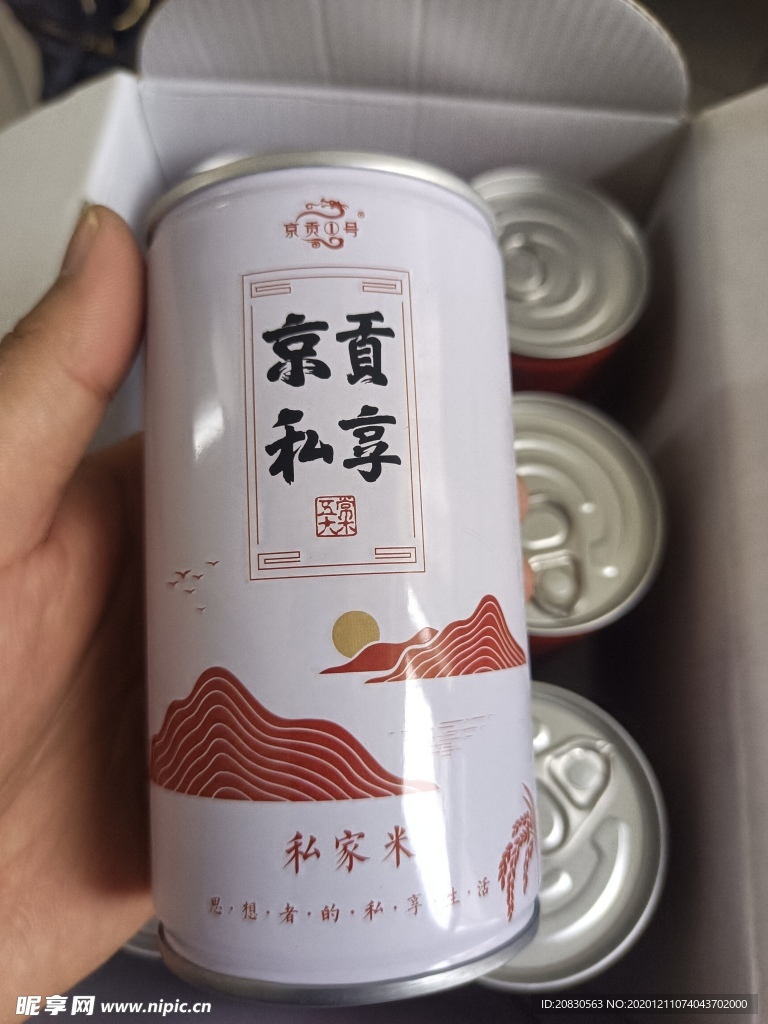 京贡①号®
京貢
私享
五常
大米
私家米
思·想·者·的·私·享·生·活
昵享网 www.nipic.cn
ID:20830563 NO:20201211074043702000